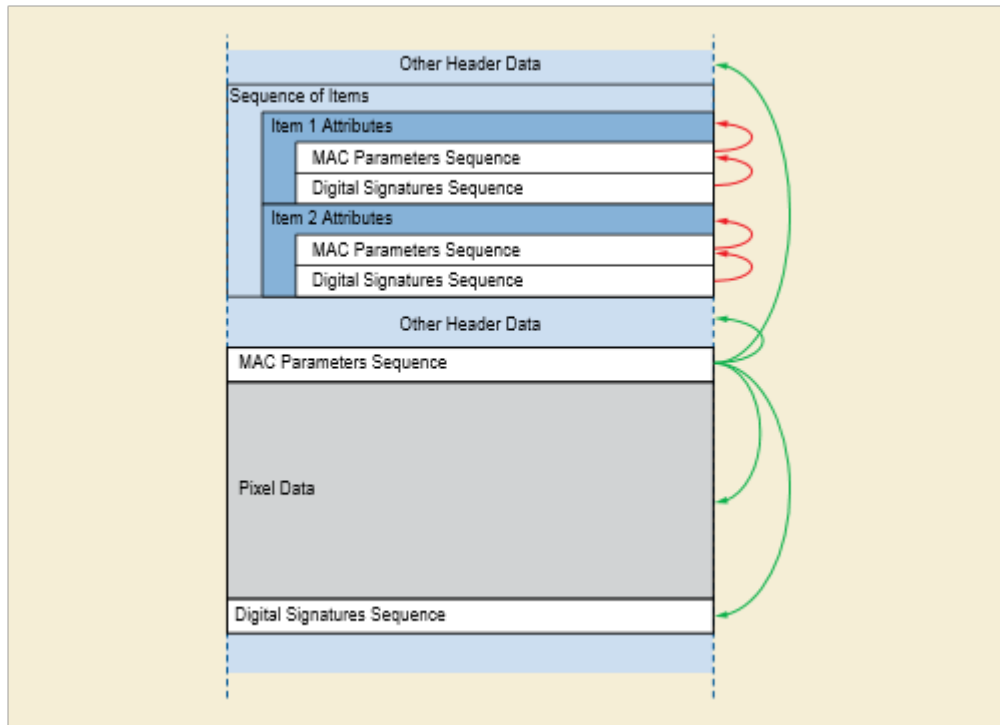 Other Header Data
Sequence of Items
Item 1 Attributes
MAC Parameters Sequence
Digital Signatures Sequence
Item 2 Attributes
MAC Parameters Sequence
Digital Signatures Sequence
Other Header Data
MAC Parameters Sequence
Pixel Data
Digital Signatures Sequence